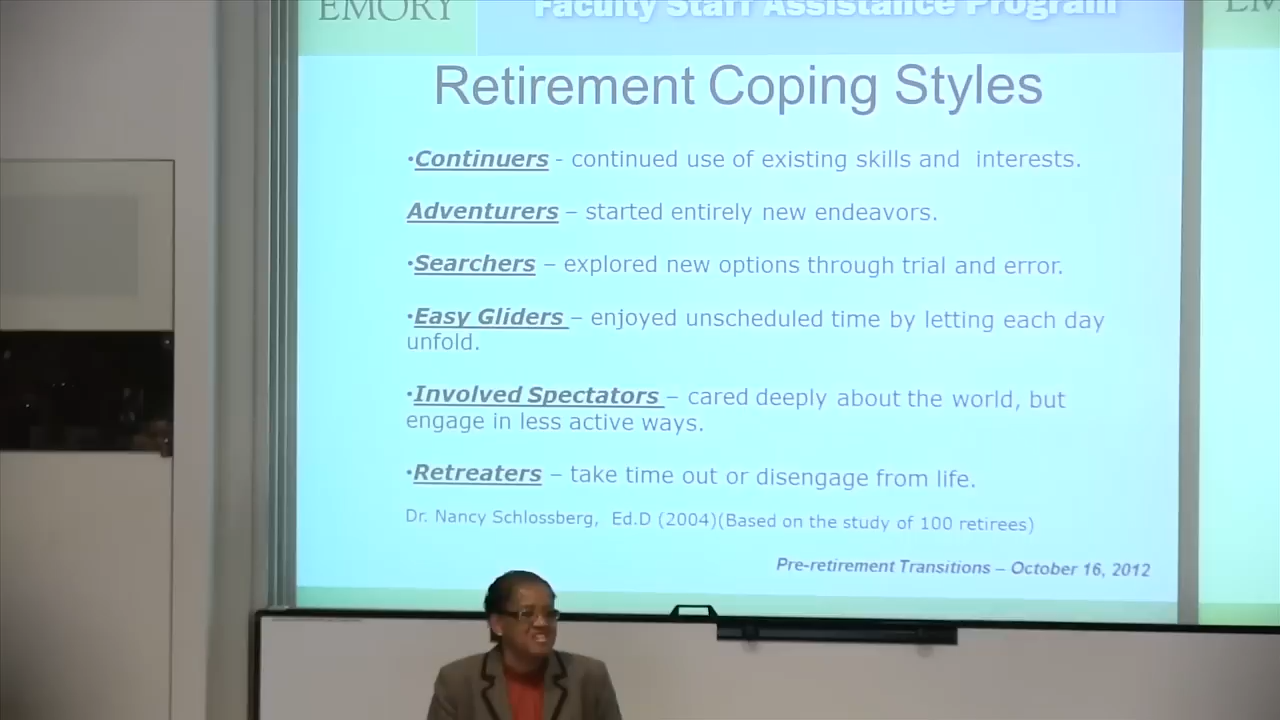 EMORY
Faculty Staff Assistance Program
EM
Retirement Coping Styles
•Continuers - continued use of existing skills and interests.
Adventurers – started entirely new endeavors.
•Searchers – explored new options through trial and error.
•Easy Gliders – enjoyed unscheduled time by letting each day
unfold.
•Involved Spectators – cared deeply about the world, but
engage in less active ways.
•Retreaters – take time out or disengage from life.
Dr. Nancy Schlossberg, Ed.D (2004)(Based on the study of 100 retirees)
Pre-retirement Transitions – October 16, 2012